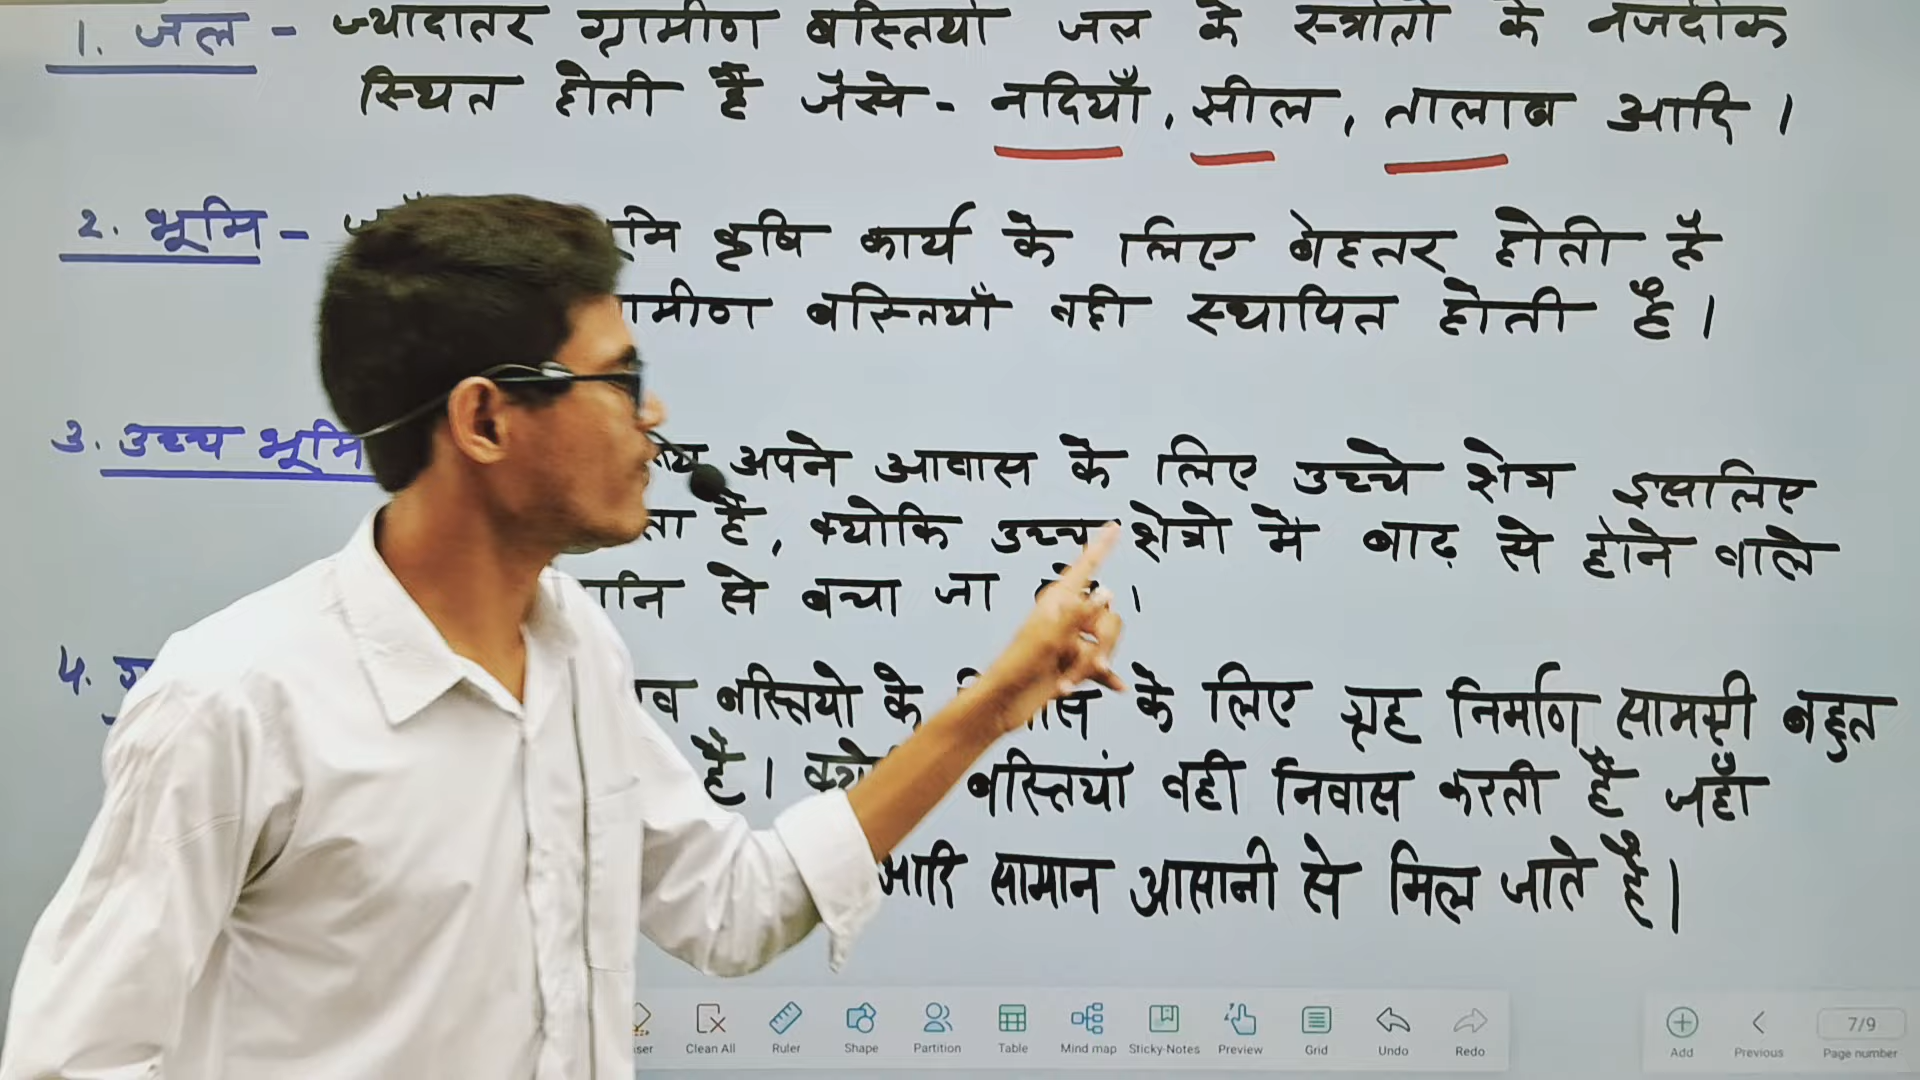 1. जल - ज्यादातर ग्रामीण बस्तियाँ जल के स्त्रोतो के नजदीक
स्थित होती है जैसे - नदियाँ, झील, तालाब आदि ।
2. भूमि - कृषि कार्य के लिए बेहतर होती है
बस्तियाँ वही स्थापित होती है ।
3. उच्च भूमि अपने आवास के लिए उच्चे क्षेत्र इसलिए
है, क्योकि उच्च क्षेत्रो में बाढ़ से होने वाले
से बचा जा ।
4. बस्तियो के के लिए गृह निर्माण सामग्री बहुत
है । बस्तियां वही निवास करती है जहाँ
आदि सामान आसानी से मिल जाते है ।
Clean All Ruler Shape Partition Table Mind map Sticky-Notes Preview Grid Undo Redo Add Previous 7/9 Page number